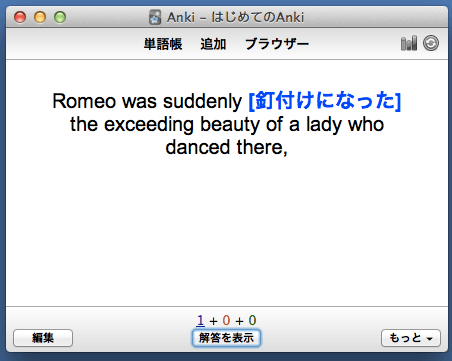 Anki – はじめてのAnki
単語帳 追加 ブラウザー
Romeo was suddenly [釘付けになった]
the exceeding beauty of a lady who
danced there,
1 + 0 + 0
編集 解答を表示 もっと